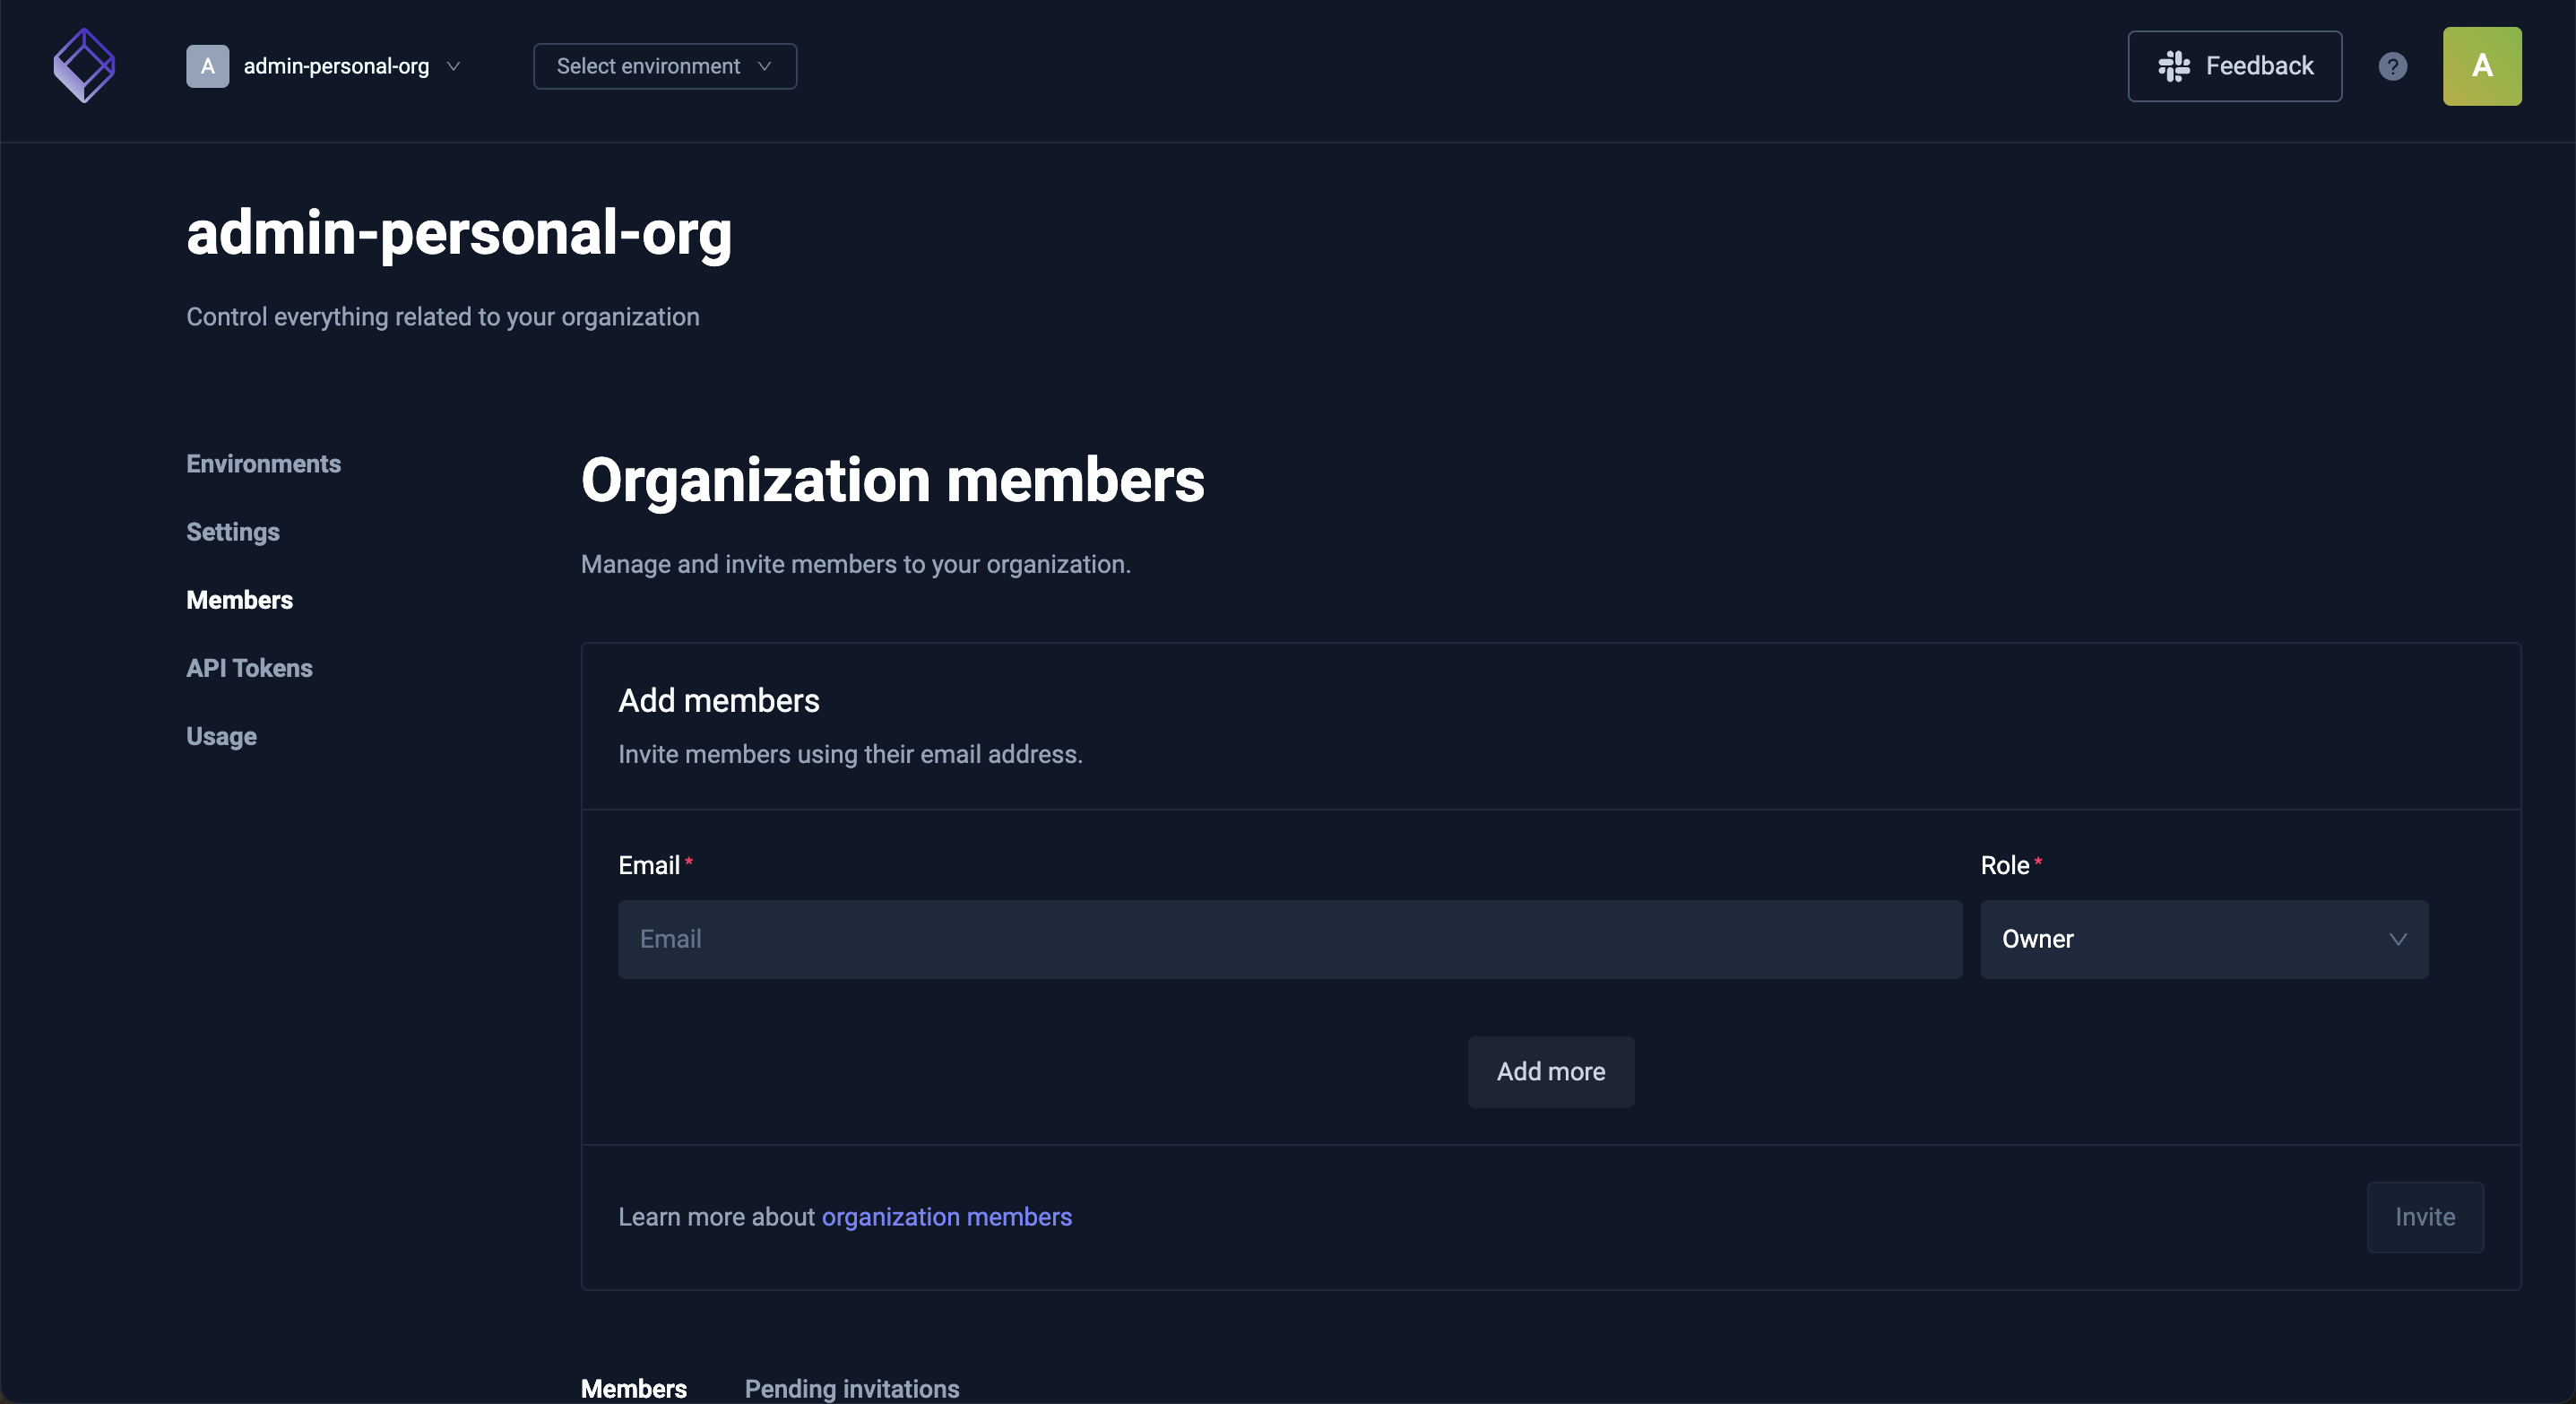 A admin-personal-org
Select environment
Feedback
?
A
admin-personal-org
Control everything related to your organization
Environments
Settings
Members
API Tokens
Usage
Organization members
Manage and invite members to your organization.
Add members
Invite members using their email address.
Email* Role*
Email Owner
Add more
Learn more about organization members
Invite
Members Pending invitations